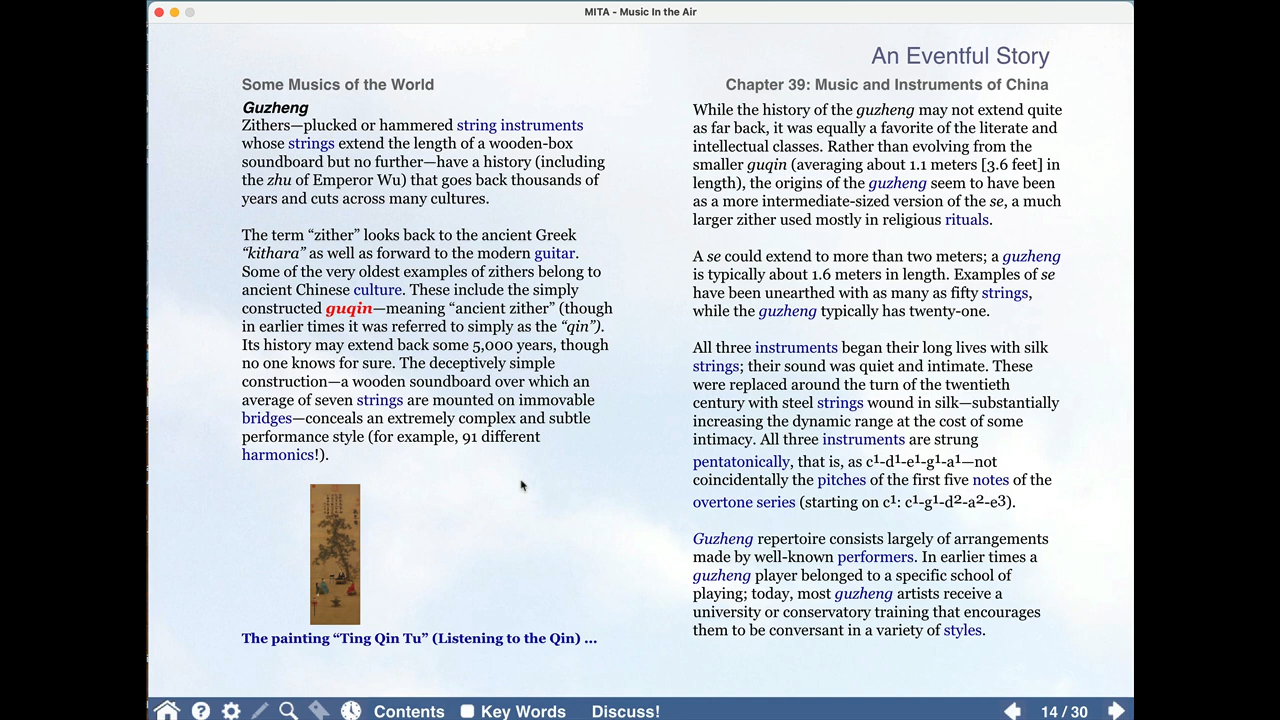 MITA - Music In the Air
An Eventful Story
Some Musics of the World
Chapter 39: Music and Instruments of China
Guzheng
Zithers—plucked or hammered string instruments
whose strings extend the length of a wooden-box
soundboard but no further—have a history (including
the zhu of Emperor Wu) that goes back thousands of
years and cuts across many cultures.
The term “zither” looks back to the ancient Greek
“kithara” as well as forward to the modern guitar.
Some of the very oldest examples of zithers belong to
ancient Chinese culture. These include the simply
constructed guqin—meaning “ancient zither” (though
in earlier times it was referred to simply as the “qin”).
Its history may extend back some 5,000 years, though
no one knows for sure. The deceptively simple
construction—a wooden soundboard over which an
average of seven strings are mounted on immovable
bridges—conceals an extremely complex and subtle
performance style (for example, 91 different
harmonics!).
The painting “Ting Qin Tu” (Listening to the Qin) ...
While the history of the guzheng may not extend quite
as far back, it was equally a favorite of the literate and
intellectual classes. Rather than evolving from the
smaller guqin (averaging about 1.1 meters [3.6 feet] in
length), the origins of the guzheng seem to have been
as a more intermediate-sized version of the se, a much
larger zither used mostly in religious rituals.
A se could extend to more than two meters; a guzheng
is typically about 1.6 meters in length. Examples of se
have been unearthed with as many as fifty strings,
while the guzheng typically has twenty-one.
All three instruments began their long lives with silk
strings; their sound was quiet and intimate. These
were replaced around the turn of the twentieth
century with steel strings wound in silk—substantially
increasing the dynamic range at the cost of some
intimacy. All three instruments are strung
pentatonically, that is, as c¹-d¹-e¹-g¹-a¹—not
coincidentally the pitches of the first five notes of the
overtone series (starting on c¹: c¹-g¹-d²-a²-e³).
Guzheng repertoire consists largely of arrangements
made by well-known performers. In earlier times a
guzheng player belonged to a specific school of
playing; today, most guzheng artists receive a
university or conservatory training that encourages
them to be conversant in a variety of styles.
Contents Key Words Discuss! 14 / 30